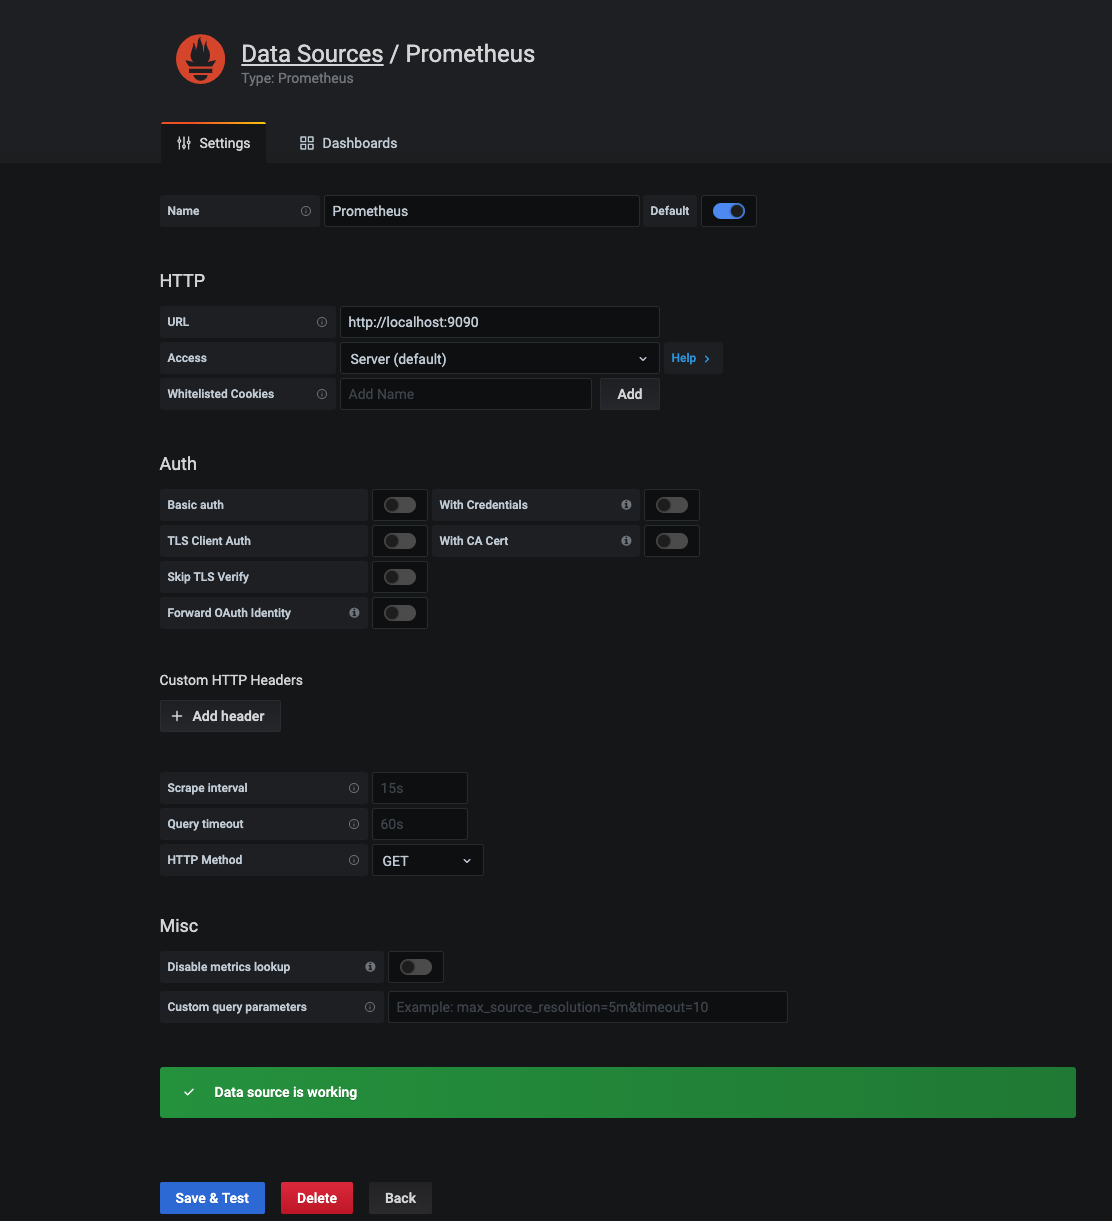 Data Sources / Prometheus
Type: Prometheus
Settings
Dashboards
Name
Prometheus
Default
HTTP
URL
http://localhost:9090
Access
Server (default)
Help
Whitelisted Cookies
Add Name
Add
Auth
Basic auth
With Credentials
TLS Client Auth
With CA Cert
Skip TLS Verify
Forward OAuth Identity
Custom HTTP Headers
Add header
Scrape interval
15s
Query timeout
60s
HTTP Method
GET
Misc
Disable metrics lookup
Custom query parameters
Example: max_source_resolution=5m&timeout=10
Data source is working
Save & Test
Delete
Back